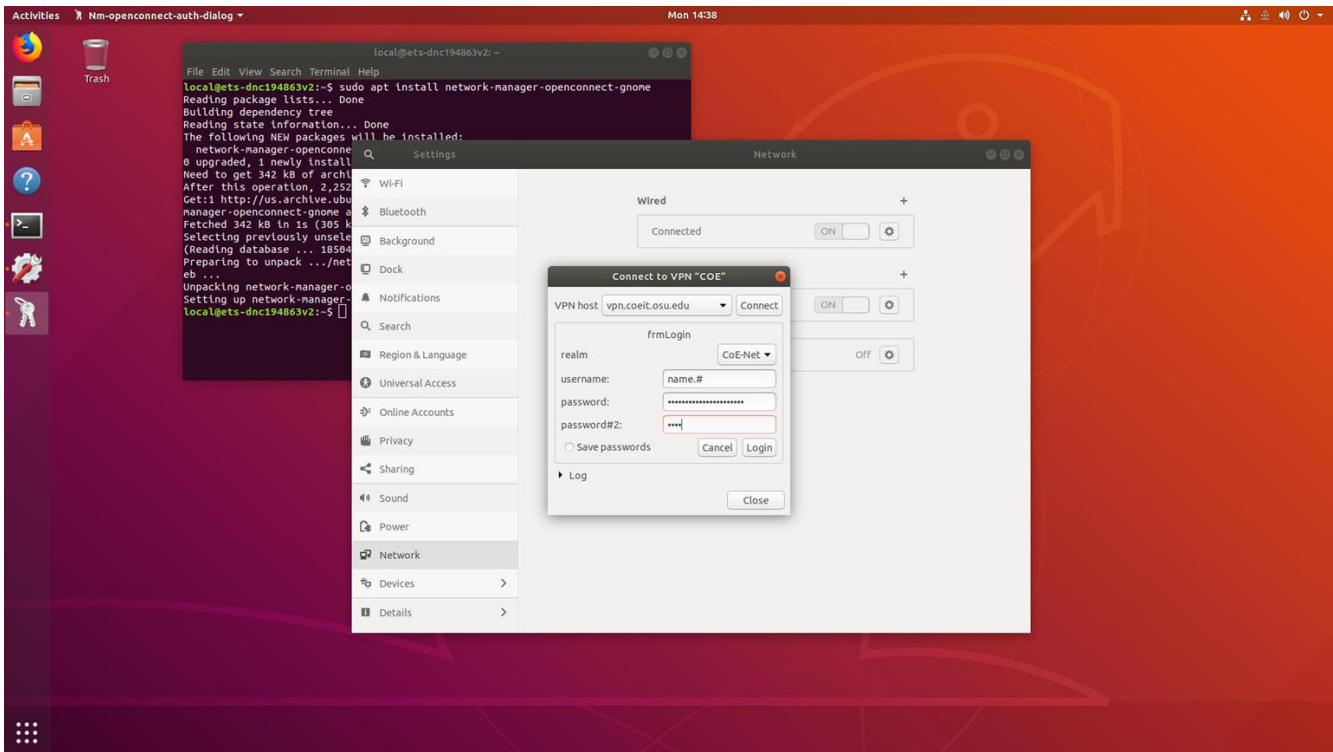 Activities Nm-openconnect-auth-dialog Mon 14:38
Trash
local@ets-dnc194863v2: ~
File Edit View Search Terminal Help
local@ets-dnc194863v2:~$ sudo apt install network-manager-openconnect-gnome
Reading package lists... Done
Building dependency tree
Reading state information... Done
The following NEW packages will be installed:
network-manager-openconne
0 upgraded, 1 newly install
Need to get 342 kB of archi
After this operation, 2,252
Get:1 http://us.archive.ubu
manager-openconnect-gnome a
Fetched 342 kB in 1s (305 k
Selecting previously unsele
(Reading database ... 18504
Preparing to unpack .../net
eb ...
Unpacking network-manager-o
Setting up network-manager-
local@ets-dnc194863v2:~$
Settings
Network
Wi-Fi
Bluetooth
Background
Dock
Notifications
Search
Region & Language
Universal Access
Online Accounts
Privacy
Sharing
Sound
Power
Network
Devices
Details
Wired +
Connected ON
+
ON
Off
Connect to VPN "COE"
VPN host vpn.coeit.osu.edu Connect
frmLogin
realm CoE-Net
username: name.#
password: ••••••••••••••••••••••
password#2: ••••
Save passwords Cancel Login
Log
Close